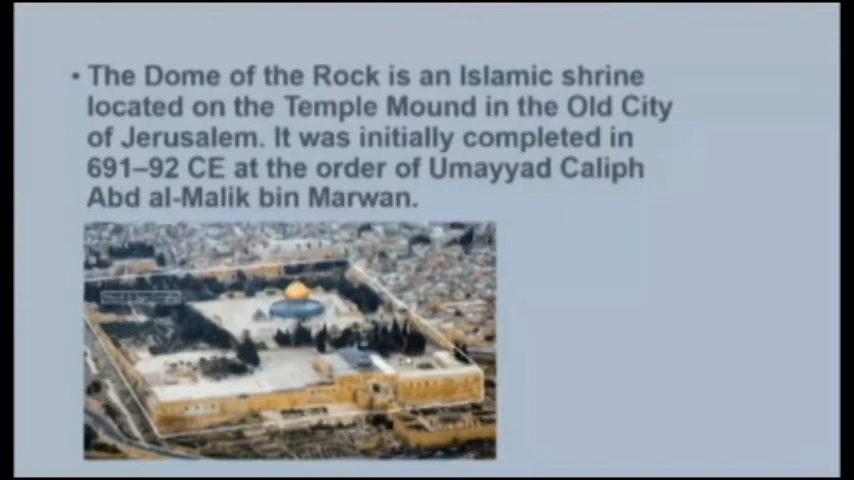 • The Dome of the Rock is an Islamic shrine
located on the Temple Mound in the Old City
of Jerusalem. It was initially completed in
691–92 CE at the order of Umayyad Caliph
Abd al-Malik bin Marwan.